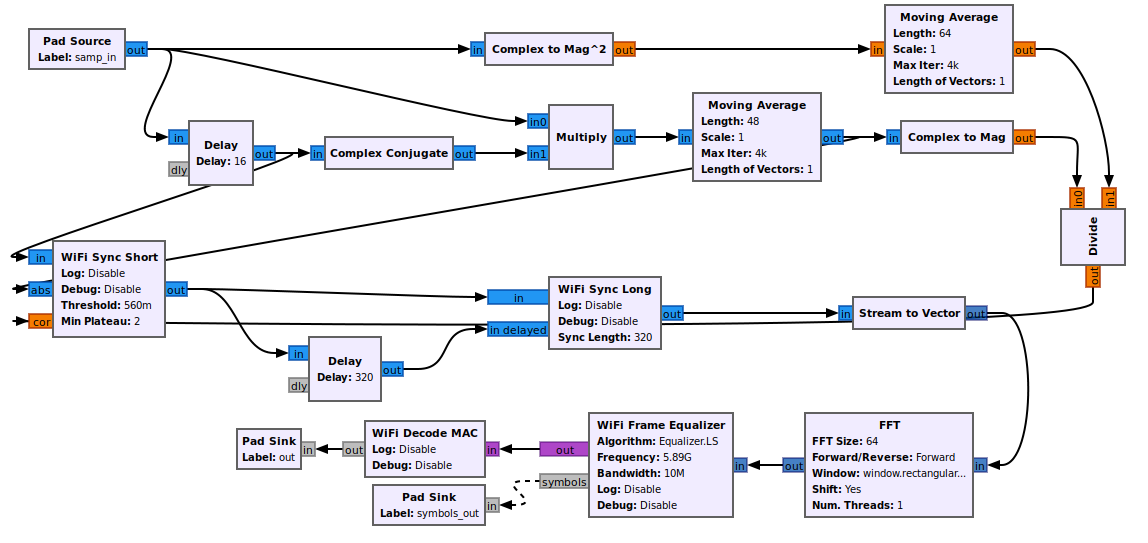 Pad Source
Label: samp_in
out
in
Complex to Mag^2
out
in
Moving Average
Length: 64
Scale: 1
Max Iter: 4k
Length of Vectors: 1
out
in
dly
Delay
Delay: 16
out
in
Complex Conjugate
out
in0
in1
Multiply
out
in
Moving Average
Length: 48
Scale: 1
Max Iter: 4k
Length of Vectors: 1
out
in
Complex to Mag
out
in0
in1
Divide
out
in
abs
cor
WiFi Sync Short
Log: Disable
Debug: Disable
Threshold: 560m
Min Plateau: 2
out
in
dly
Delay
Delay: 320
out
in
in delayed
WiFi Sync Long
Log: Disable
Debug: Disable
Sync Length: 320
out
in
Stream to Vector
out
Pad Sink
Label: out
in
out
WiFi Decode MAC
Log: Disable
Debug: Disable
in
Pad Sink
Label: symbols_out
in
out
symbols
WiFi Frame Equalizer
Algorithm: Equalizer.LS
Frequency: 5.89G
Bandwidth: 10M
Log: Disable
Debug: Disable
in
out
FFT
FFT Size: 64
Forward/Reverse: Forward
Window: window.rectangular...
Shift: Yes
Num. Threads: 1
in